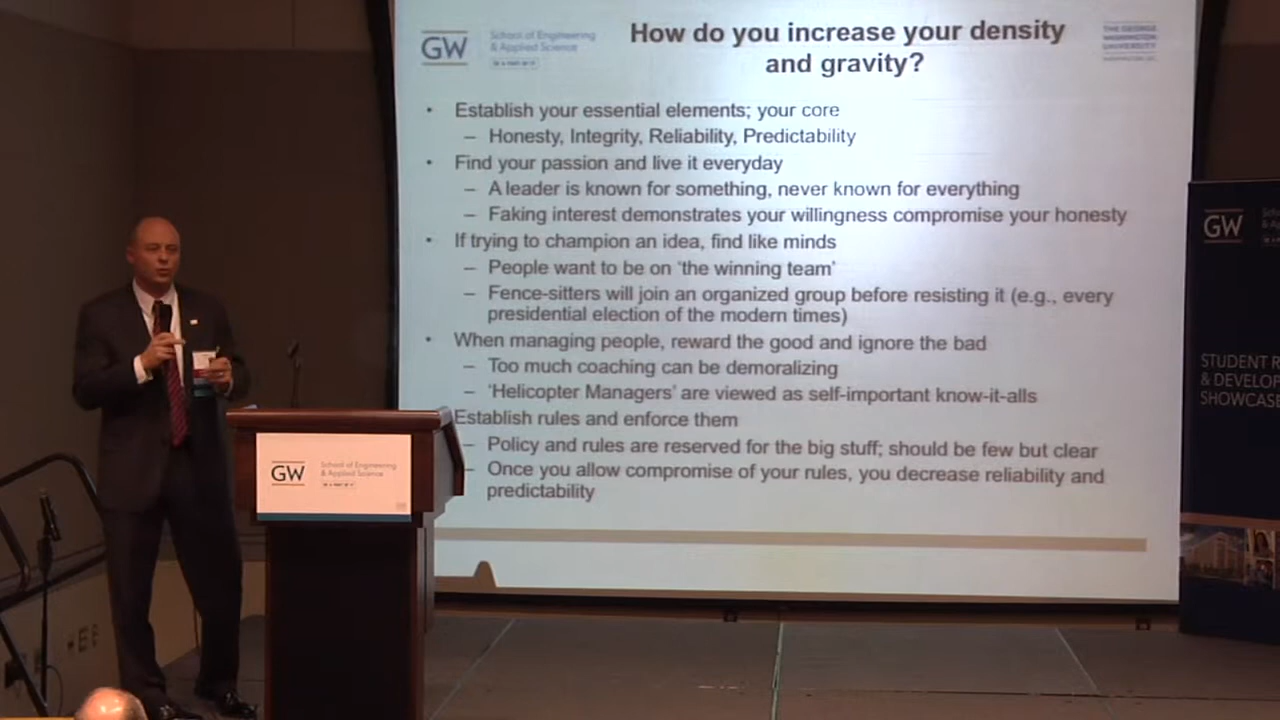 GW
School of Engineering
& Applied Science
How do you increase your density
and gravity?
THE GEORGE
WASHINGTON
UNIVERSITY
• Establish your essential elements; your core
– Honesty, Integrity, Reliability, Predictability
• Find your passion and live it everyday
– A leader is known for something, never known for everything
– Faking interest demonstrates your willingness compromise your honesty
• If trying to champion an idea, find like minds
– People want to be on ‘the winning team’
– Fence-sitters will join an organized group before resisting it (e.g., every
presidential election of the modern times)
• When managing people, reward the good and ignore the bad
– Too much coaching can be demoralizing
– ‘Helicopter Managers’ are viewed as self-important know-it-alls
Establish rules and enforce them
– Policy and rules are reserved for the big stuff; should be few but clear
– Once you allow compromise of your rules, you decrease reliability and
predictability
GW
School of Engineering
& Applied Science
GW
STUDENT R
& DEVELOP
SHOWCASE